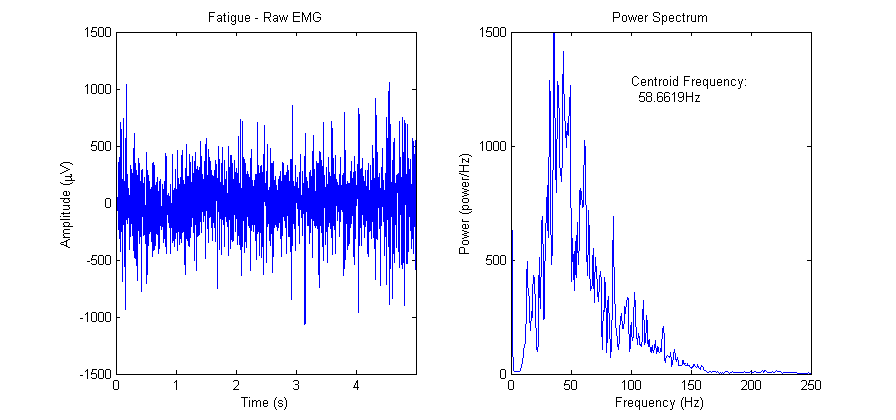 Fatigue - Raw EMG
1500
1000
500
0
-500
-1000
-1500
0 1 2 3 4
Time (s)
Amplitude (μV)
Power Spectrum
Centroid Frequency:
58.6619Hz
1500
1000
500
0
0 50 100 150 200 250
Frequency (Hz)
Power (power/Hz)